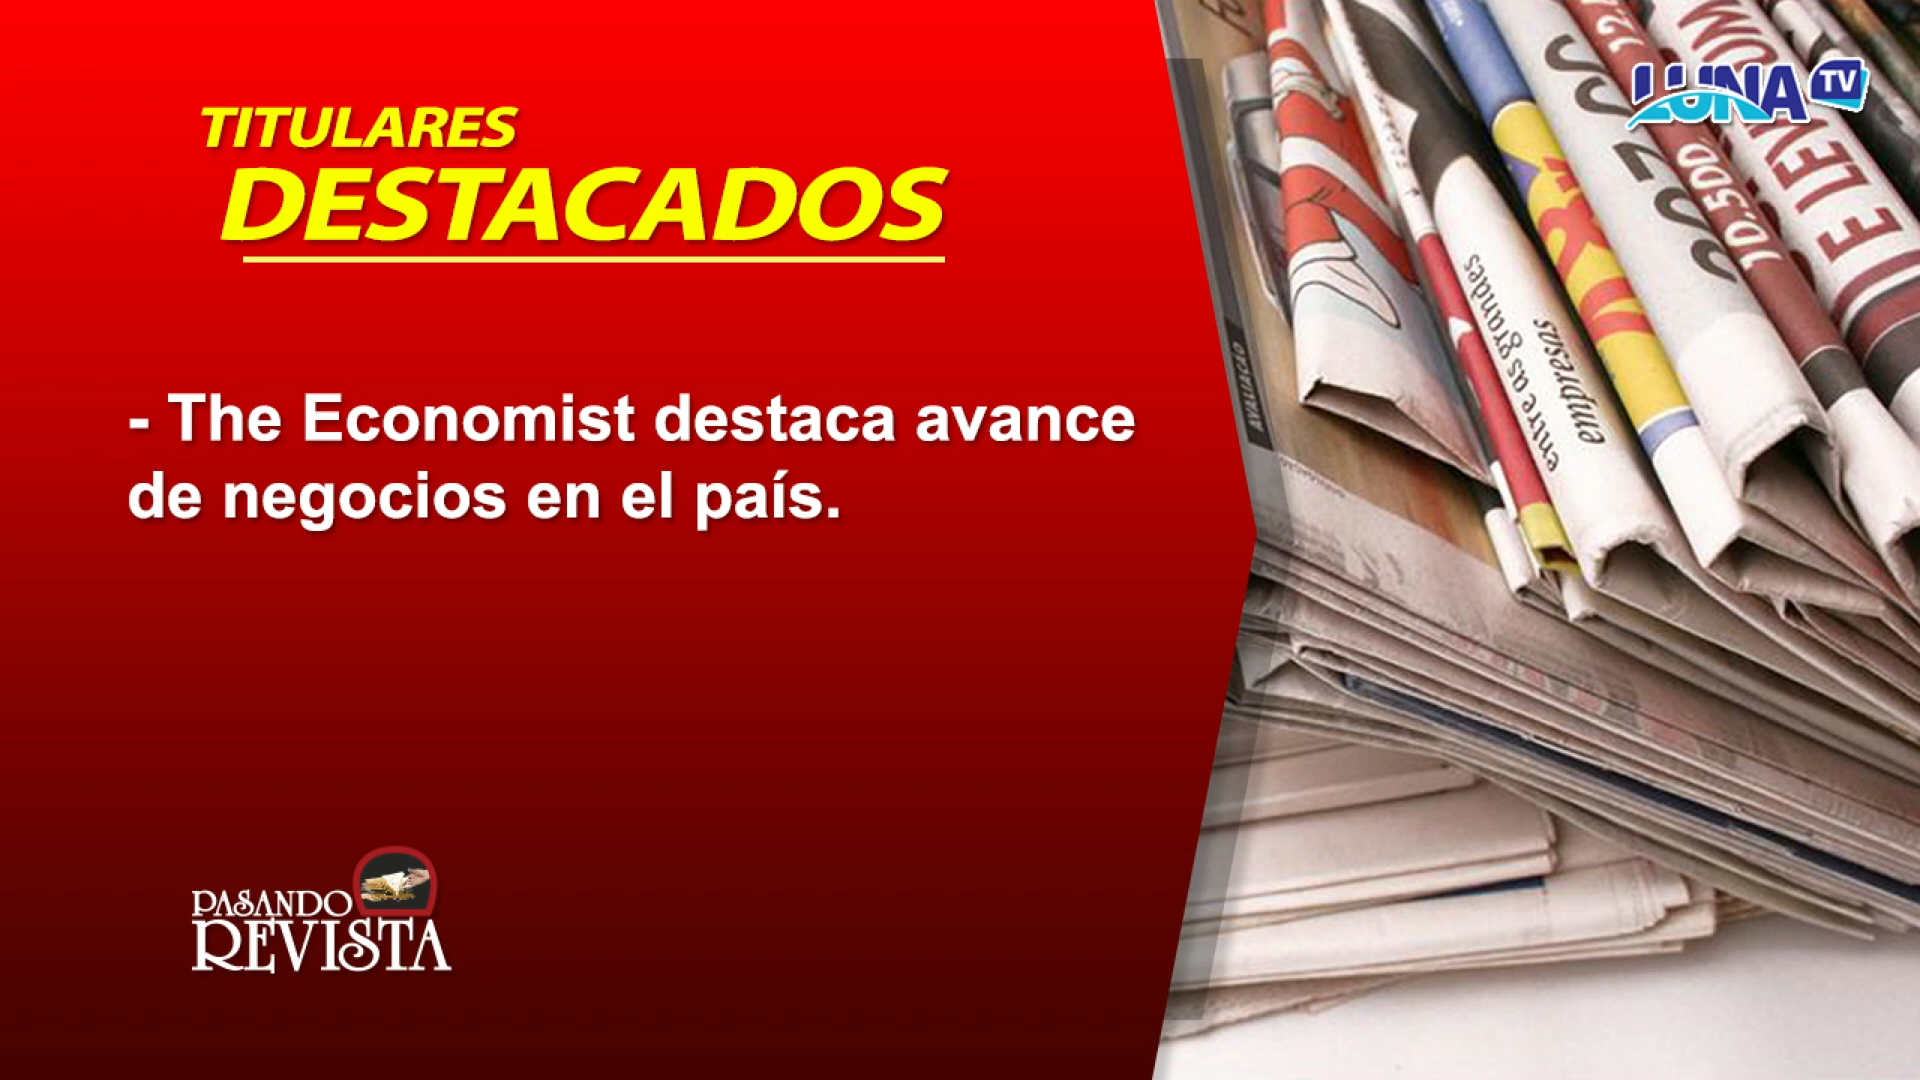 TITULARES
DESTACADOS
- The Economist destaca avance
de negocios en el país.
PASANDO
REVISTA
LUNA TV
entre as grandes
empresas
AVALIAÇÃO